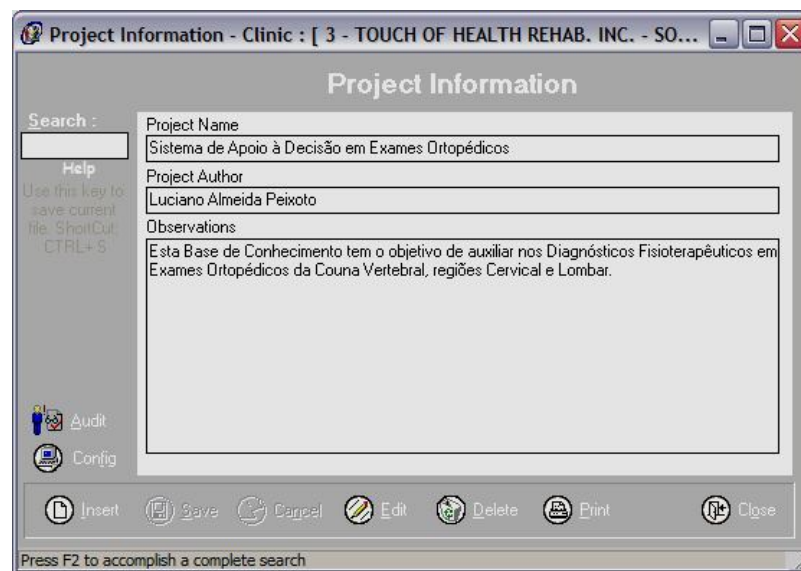 Project Information - Clinic : [ 3 - TOUCH OF HEALTH REHAB. INC. - SO...
Project Information
Search :
Help
Use this key to
save current
file. ShortCut:
CTRL+ S
Audit
Config
Project Name
Sistema de Apoio à Decisão em Exames Ortopédicos
Project Author
Luciano Almeida Peixoto
Observations
Esta Base de Conhecimento tem o objetivo de auxiliar nos Diagnósticos Fisioterapêuticos em
Exames Ortopédicos da Couna Vertebral, regiões Cervical e Lombar.
Insert Save Cancel Edit Delete Print Close
Press F2 to accomplish a complete search